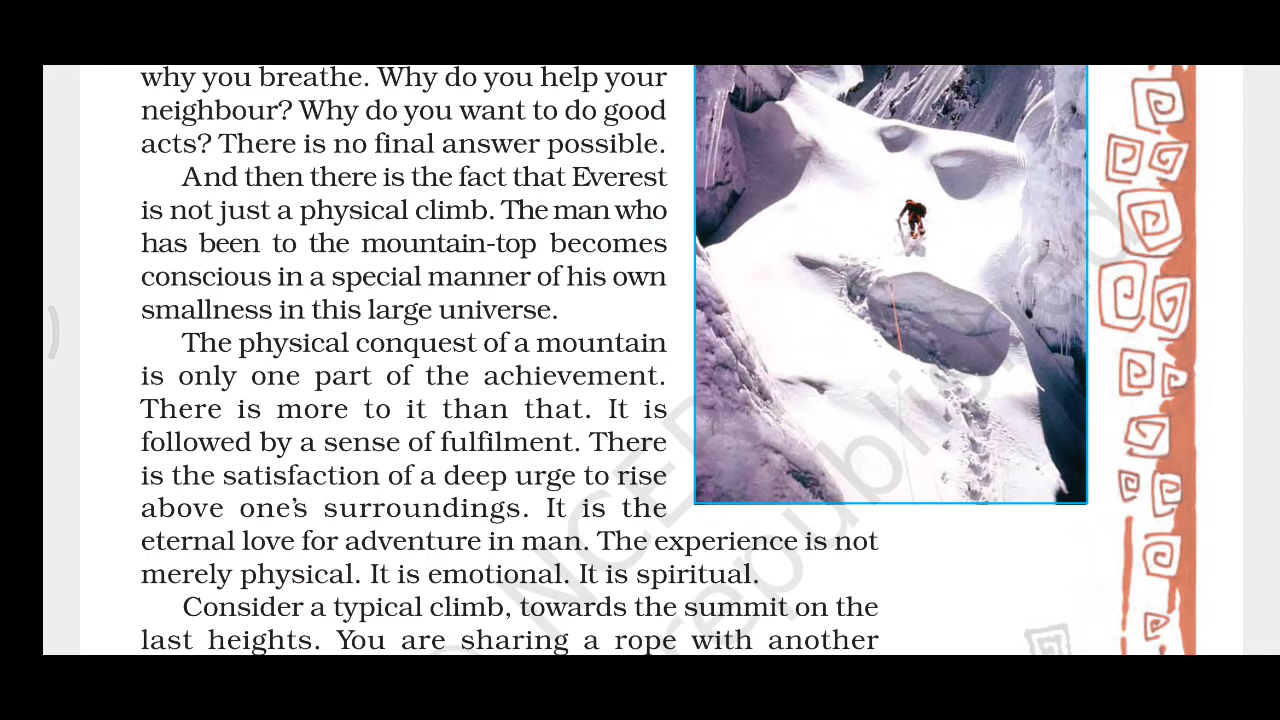 why you breathe. Why do you help your
neighbour? Why do you want to do good
acts? There is no final answer possible.
And then there is the fact that Everest
is not just a physical climb. The man who
has been to the mountain-top becomes
conscious in a special manner of his own
smallness in this large universe.
The physical conquest of a mountain
is only one part of the achievement.
There is more to it than that. It is
followed by a sense of fulfilment. There
is the satisfaction of a deep urge to rise
above one’s surroundings. It is the
eternal love for adventure in man. The experience is not
merely physical. It is emotional. It is spiritual.
Consider a typical climb, towards the summit on the
last heights. You are sharing a rope with another